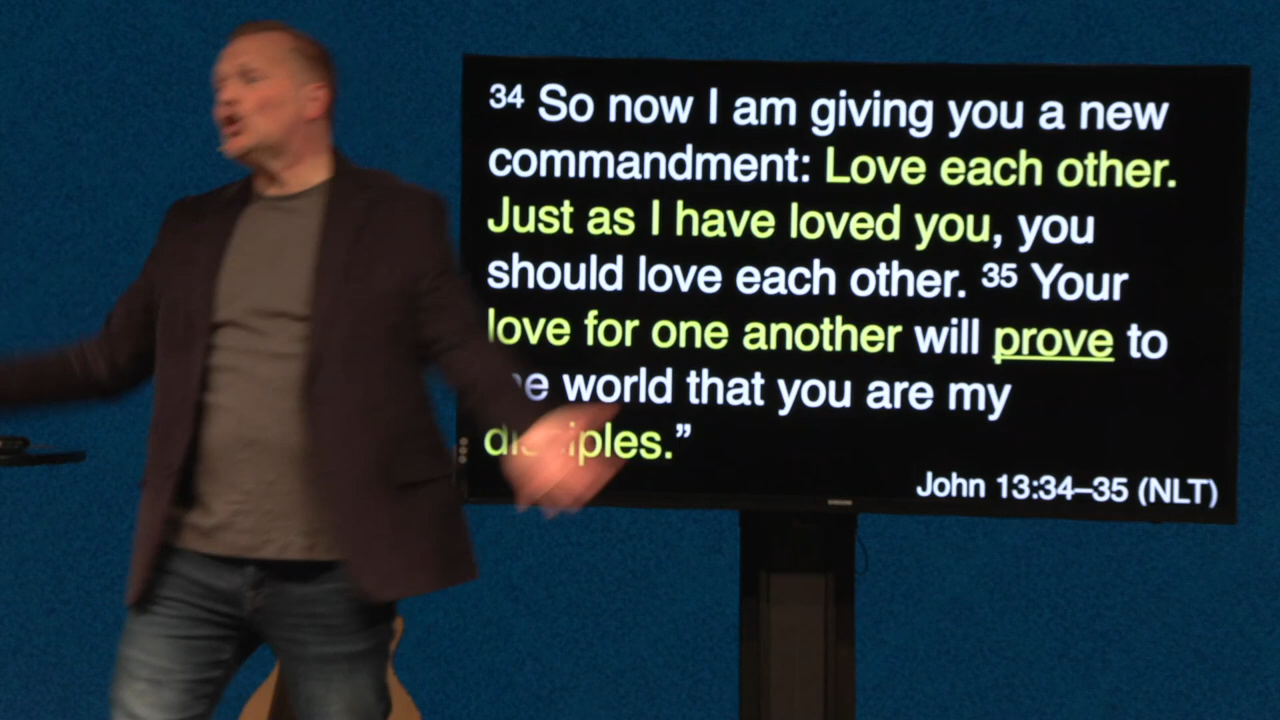 34 So now I am giving you a new
commandment: Love each other.
Just as I have loved you, you
should love each other. 35 Your
love for one another will prove to
world that you are my
disciples.”
John 13:34–35 (NLT)